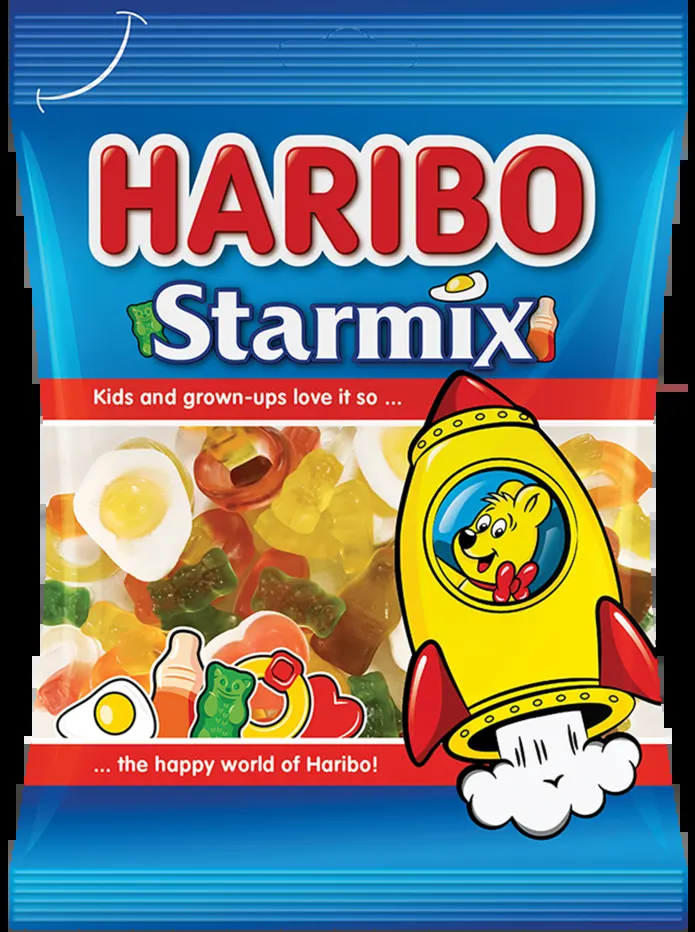 HARIBO
Starmix
Kids and grown-ups love it so ...
... the happy world of Haribo!